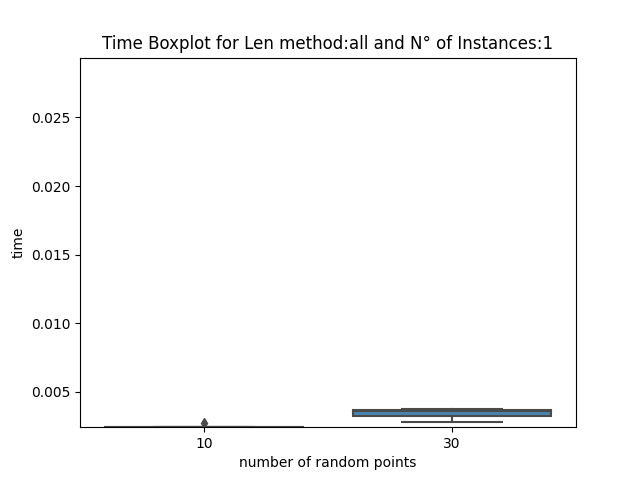 Time Boxplot for Len method:all and N° of Instances:1
0.025
0.020
time
0.015
0.010
0.005
10 30
number of random points